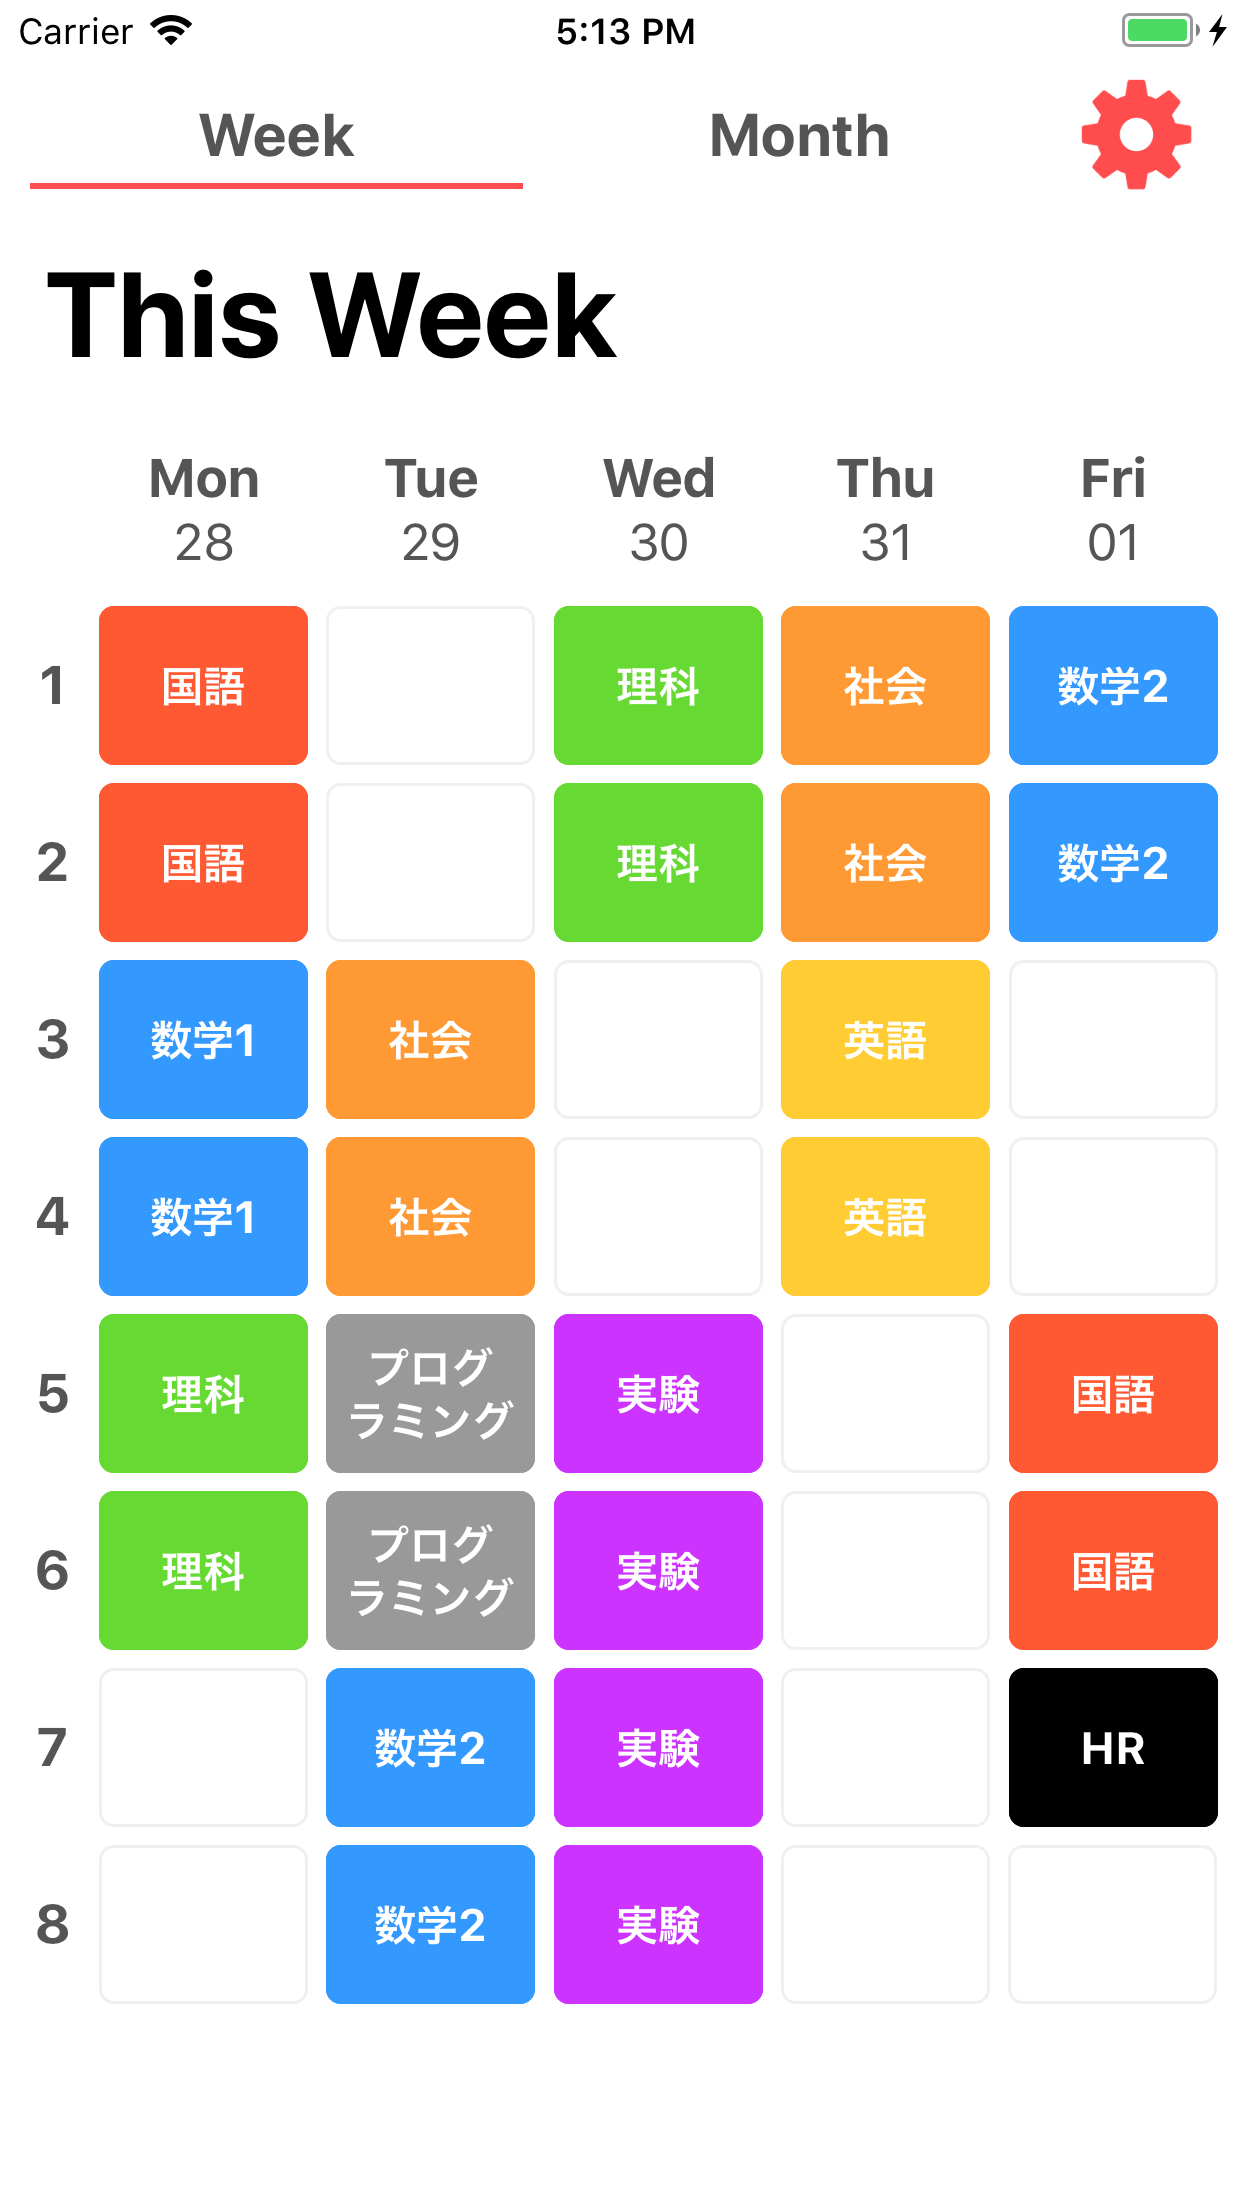 Carrier 5:13 PM
Week Month
This Week
Mon Tue Wed Thu Fri
28 29 30 31 01
1 国語 理科 社会 数学2
2 国語 理科 社会 数学2
3 数学1 社会 英語
4 数学1 社会 英語
5 理科 プログ
ラミング 実験 国語
6 理科 プログ
ラミング 実験 国語
7 数学2 実験 HR
8 数学2 実験